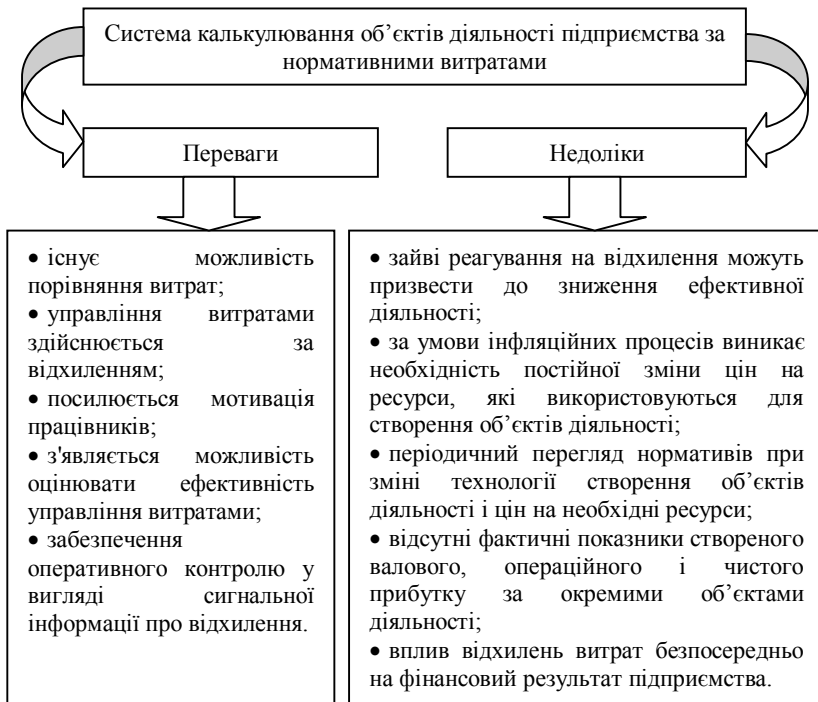 Система калькулювання об’єктів діяльності підприємства за
нормативними витратами
Переваги
Недоліки
• існує можливість
порівняння витрат;
• управління витратами
здійснюється за
відхиленням;
• посилюється мотивація
працівників;
• з'являється можливість
оцінювати ефективність
управління витратами;
• забезпечення
оперативного контролю у
вигляді сигнальної
інформації про відхилення.
• зайві реагування на відхилення можуть
призвести до зниження ефективної
діяльності;
• за умови інфляційних процесів виникає
необхідність постійної зміни цін на
ресурси, які використовуються для
створення об’єктів діяльності;
• періодичний перегляд нормативів при
зміні технології створення об’єктів
діяльності і цін на необхідні ресурси;
• відсутні фактичні показники створеного
валового, операційного і чистого
прибутку за окремими об’єктами
діяльності;
• вплив відхилень витрат безпосередньо
на фінансовий результат підприємства.